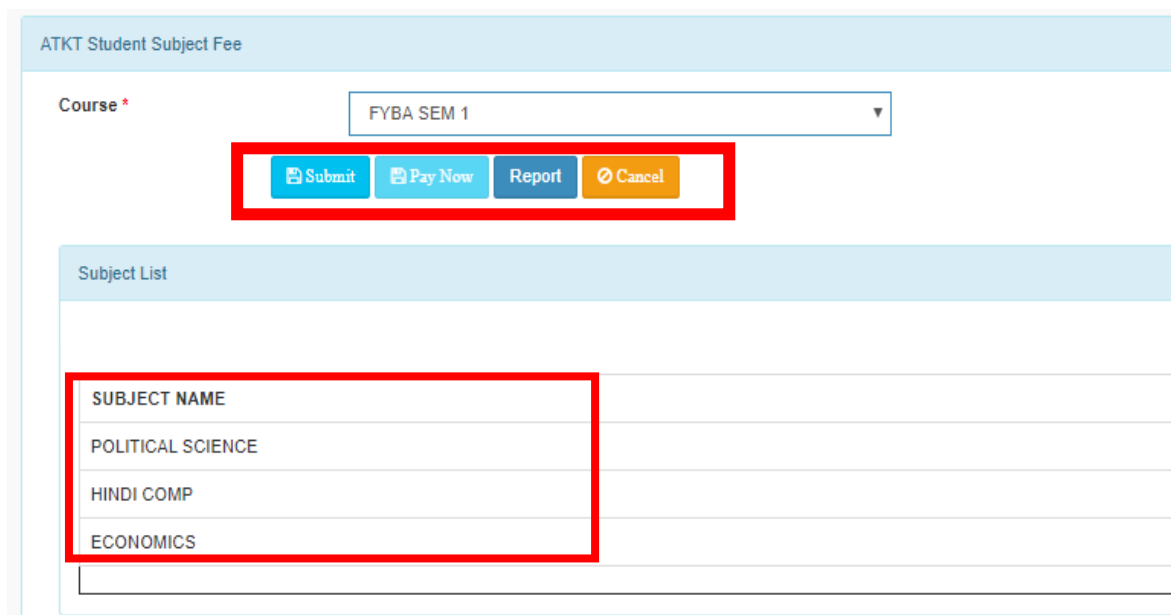 ATKT Student Subject Fee
Course *
FYBA SEM 1
Submit Pay Now Report Cancel
Subject List
SUBJECT NAME
POLITICAL SCIENCE
HINDI COMP
ECONOMICS